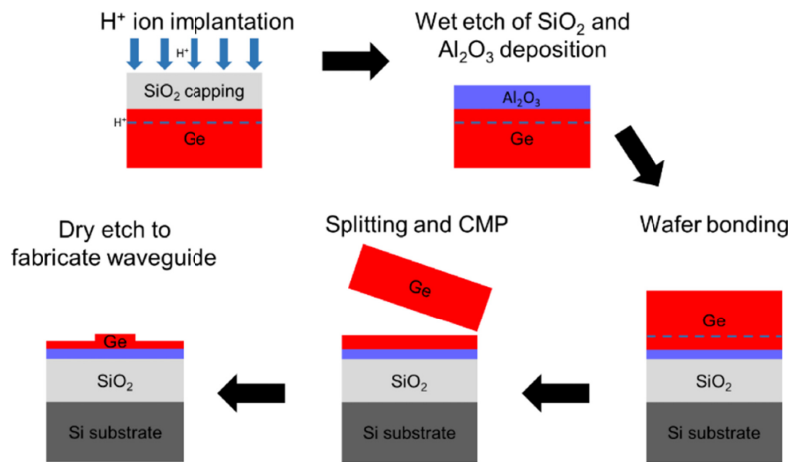 H⁺ ion implantation
H⁺
SiO₂ capping
H⁺
Ge
Wet etch of SiO₂ and
Al₂O₃ deposition
Al₂O₃
Ge
Wafer bonding
Ge
SiO₂
Si substrate
Splitting and CMP
Ge
SiO₂
Si substrate
Dry etch to
fabricate waveguide
Ge
SiO₂
Si substrate